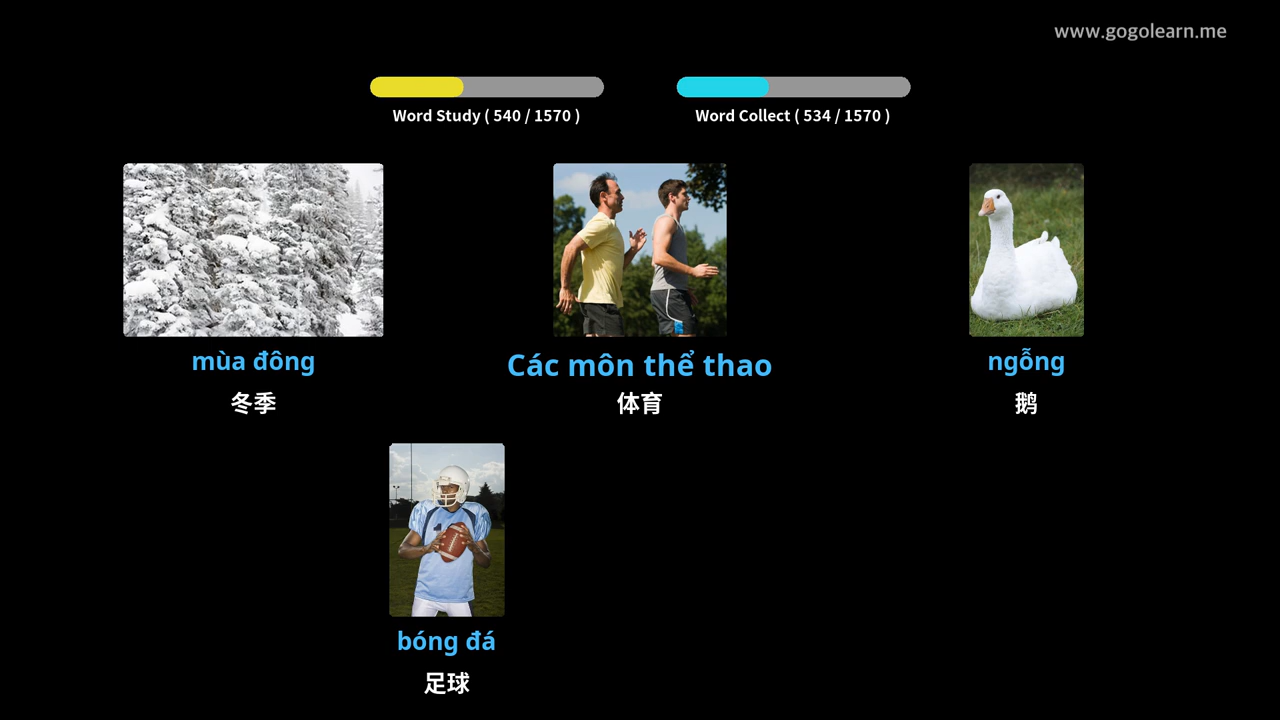 www.gogolearn.me
Word Study ( 540 / 1570 )
Word Collect ( 534 / 1570 )
mùa đông
冬季
Các môn thể thao
体育
ngỗng
鹅
bóng đá
足球